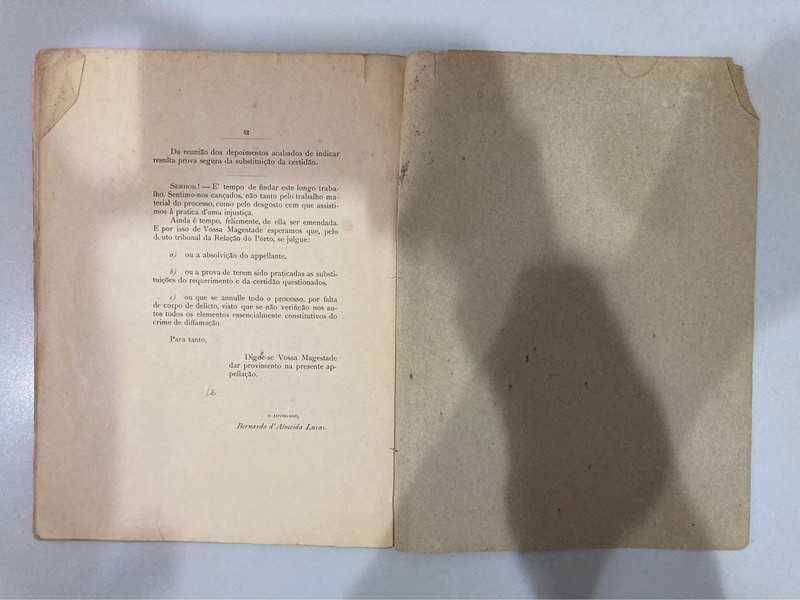 52
Da reunião dos depoimentos acabados de indicar
resulta prova segura da substituição da certidão.
SENHOR! — E' tempo de findar este longo traba-
lho. Sentimo-nos cançados, não tanto pelo trabalho ma-
terial do processo, como pelo desgosto com que assisti-
mos á pratica d'uma injustiça.
Ainda é tempo, felizmente, de ella ser emendada.
E por isso de Vossa Magestade esperamos que, pelo
douto tribunal da Relação do Porto, se julgue:
a) ou a absolvição do appellante,
b) ou a prova de terem sido praticadas as substi-
tuições do requerimento e da certidão questionados,
c) ou que se annulle todo o processo, por falta
de corpo de delicto, visto que se não verificão nos au-
tos todos os elementos essencialmente constitutivos do
crime de diffamação.
Para tanto,
Digne-se Vossa Magestade
dar provimento na presente ap-
pellação.
O ADVOGADO,
Bernardo d'Almeida Lucas.